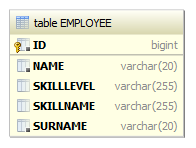 table EMPLOYEE
ID bigint
NAME varchar(20)
SKILLLEVEL varchar(255)
SKILLNAME varchar(255)
SURNAME varchar(20)